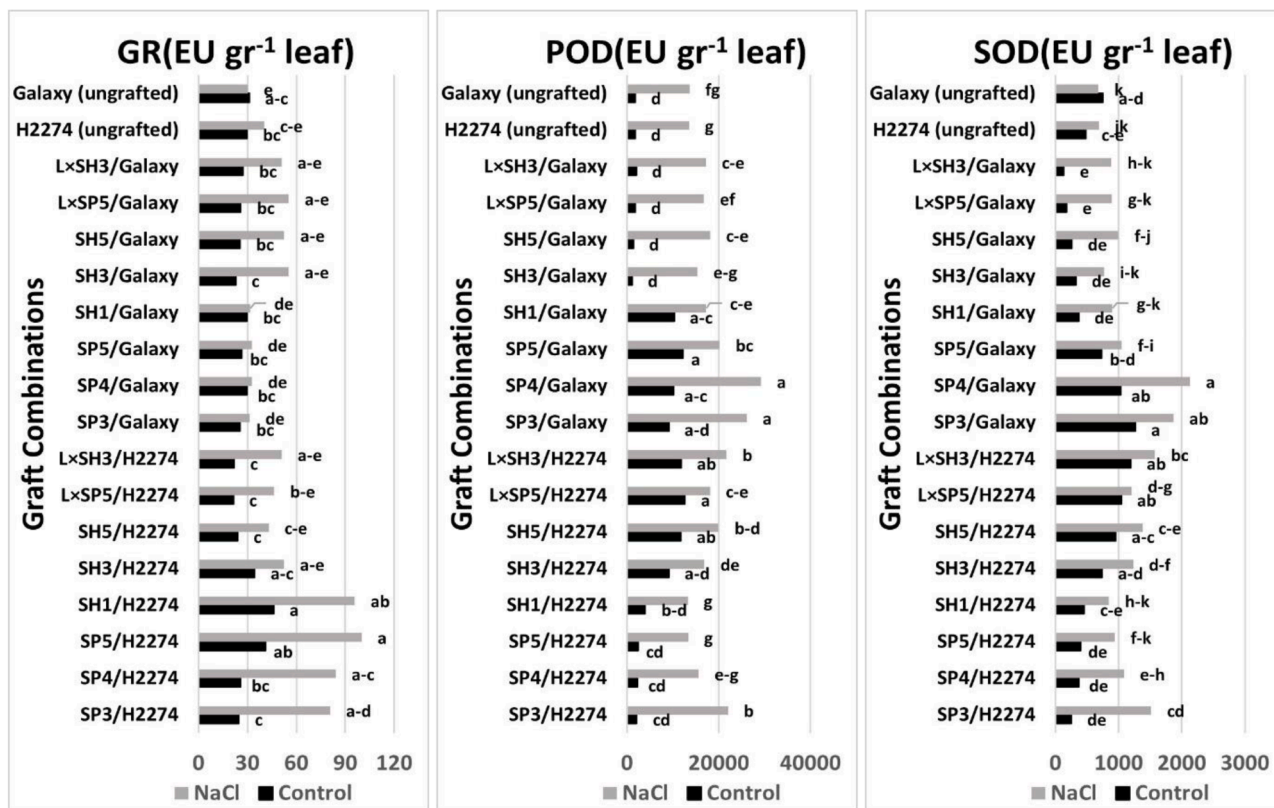 GR(EU gr⁻¹ leaf)
Graft Combinations
Galaxy (ungrafted) e a-c
H2274 (ungrafted) c-e bc
L×SH3/Galaxy a-e bc
L×SP5/Galaxy a-e bc
SH5/Galaxy a-e bc
SH3/Galaxy a-e c
SH1/Galaxy de bc
SP5/Galaxy de bc
SP4/Galaxy de bc
SP3/Galaxy de bc
L×SH3/H2274 a-e c
L×SP5/H2274 b-e c
SH5/H2274 c-e c
SH3/H2274 a-e a-c
SH1/H2274 ab a
SP5/H2274 a ab
SP4/H2274 a-c bc
SP3/H2274 a-d c
0 30 60 90 120
NaCl Control
POD(EU gr⁻¹ leaf)
Graft Combinations
Galaxy (ungrafted) fg d
H2274 (ungrafted) g d
L×SH3/Galaxy c-e d
L×SP5/Galaxy ef d
SH5/Galaxy c-e d
SH3/Galaxy e-g d
SH1/Galaxy c-e a-c
SP5/Galaxy bc a
SP4/Galaxy a a-c
SP3/Galaxy a a-d
L×SH3/H2274 b ab
L×SP5/H2274 c-e a
SH5/H2274 b-d ab
SH3/H2274 de a-d
SH1/H2274 g b-d
SP5/H2274 g cd
SP4/H2274 e-g cd
SP3/H2274 b cd
0 20000 40000
NaCl Control
SOD(EU gr⁻¹ leaf)
Graft Combinations
Galaxy (ungrafted) k a-d
H2274 (ungrafted) jk c-e
L×SH3/Galaxy h-k e
L×SP5/Galaxy g-k e
SH5/Galaxy f-j de
SH3/Galaxy i-k de
SH1/Galaxy g-k de
SP5/Galaxy f-i b-d
SP4/Galaxy a ab
SP3/Galaxy ab a
L×SH3/H2274 bc ab
L×SP5/H2274 d-g ab
SH5/H2274 c-e a-c
SH3/H2274 d-f a-d
SH1/H2274 h-k c-e
SP5/H2274 f-k de
SP4/H2274 e-h de
SP3/H2274 cd de
0 1000 2000 3000
NaCl Control